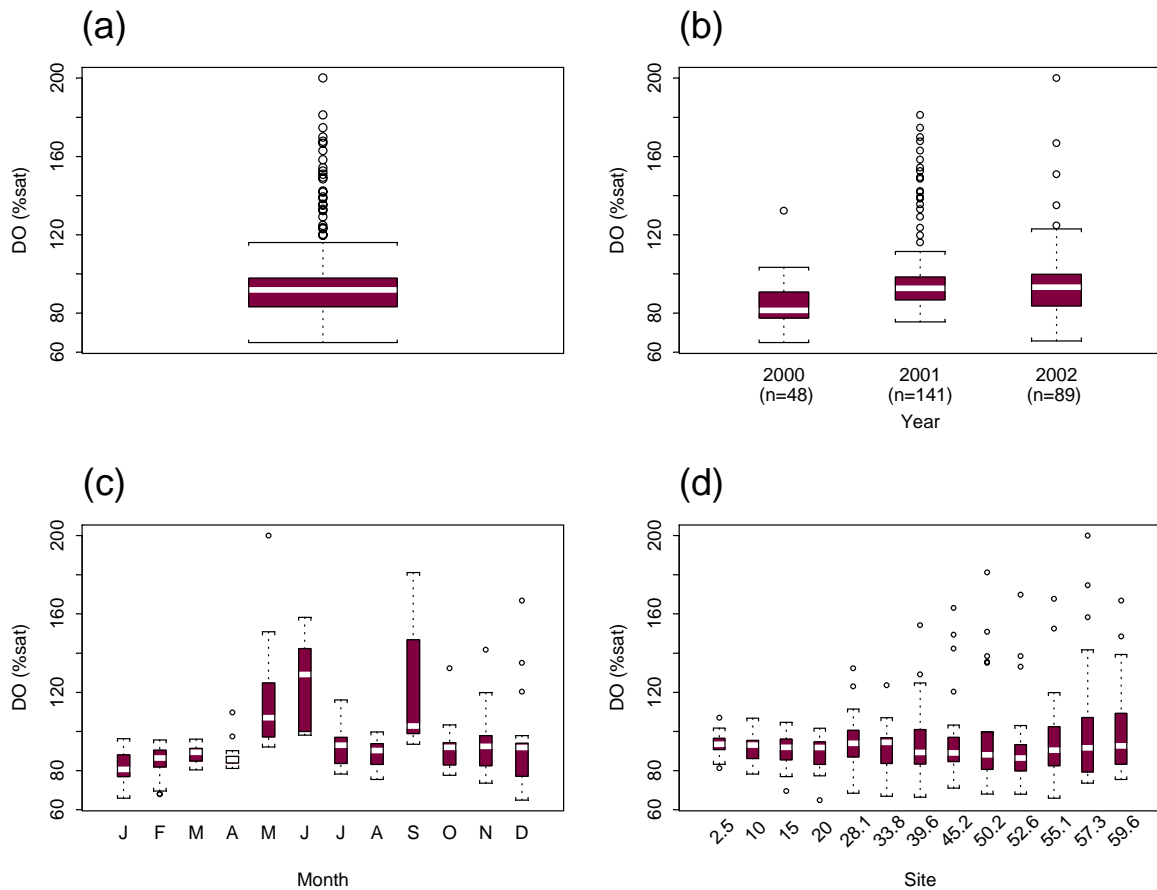 (a)
DO (%sat)
200
160
120
80
60
(b)
DO (%sat)
200
160
120
80
60
2000 2001 2002
(n=48) (n=141) (n=89)
Year
(c)
DO (%sat)
200
160
120
80
60
J F M A M J J A S O N D
Month
(d)
DO (%sat)
200
160
120
80
60
2.5 10 15 20 28.1 33.8 39.6 45.2 50.2 52.6 55.1 57.3 59.6
Site